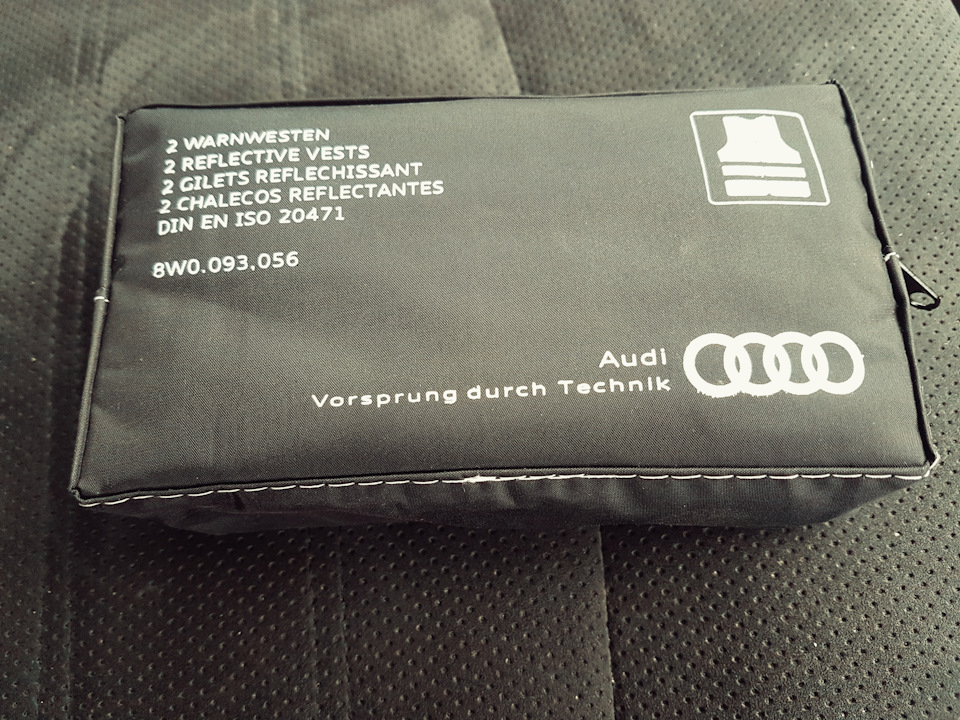 2 WARNWESTEN
2 REFLECTIVE VESTS
2 GILETS REFLECHISSANT
2 CHALECOS REFLECTANTES
DIN EN ISO 20471
8W0.093.056
Audi
Vorsprung durch Technik